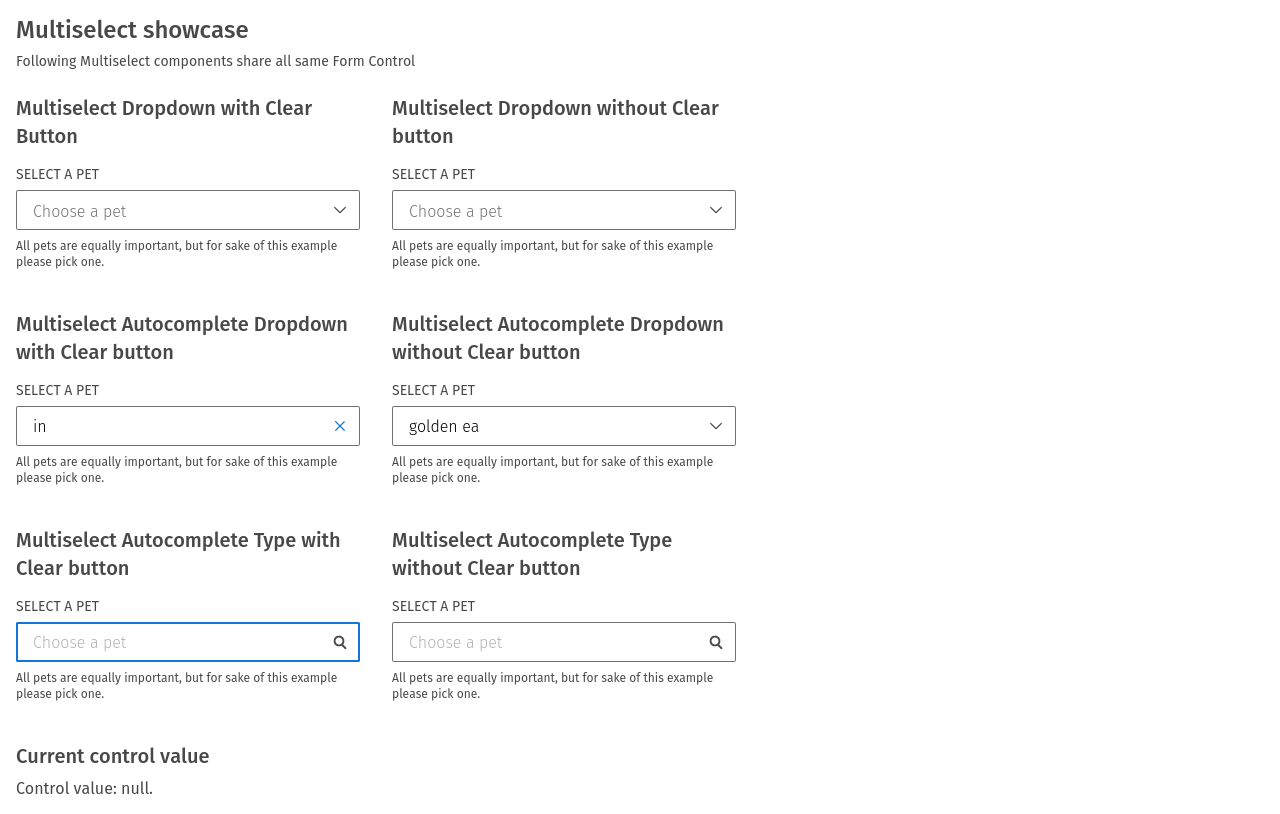 Multiselect showcase
Following Multiselect components share all same Form Control
Multiselect Dropdown with Clear
Button
SELECT A PET
Choose a pet
All pets are equally important, but for sake of this example
please pick one.
Multiselect Dropdown without Clear
button
SELECT A PET
Choose a pet
All pets are equally important, but for sake of this example
please pick one.
Multiselect Autocomplete Dropdown
with Clear button
SELECT A PET
in
All pets are equally important, but for sake of this example
please pick one.
Multiselect Autocomplete Dropdown
without Clear button
SELECT A PET
golden ea
All pets are equally important, but for sake of this example
please pick one.
Multiselect Autocomplete Type with
Clear button
SELECT A PET
Choose a pet
All pets are equally important, but for sake of this example
please pick one.
Multiselect Autocomplete Type
without Clear button
SELECT A PET
Choose a pet
All pets are equally important, but for sake of this example
please pick one.
Current control value
Control value: null.